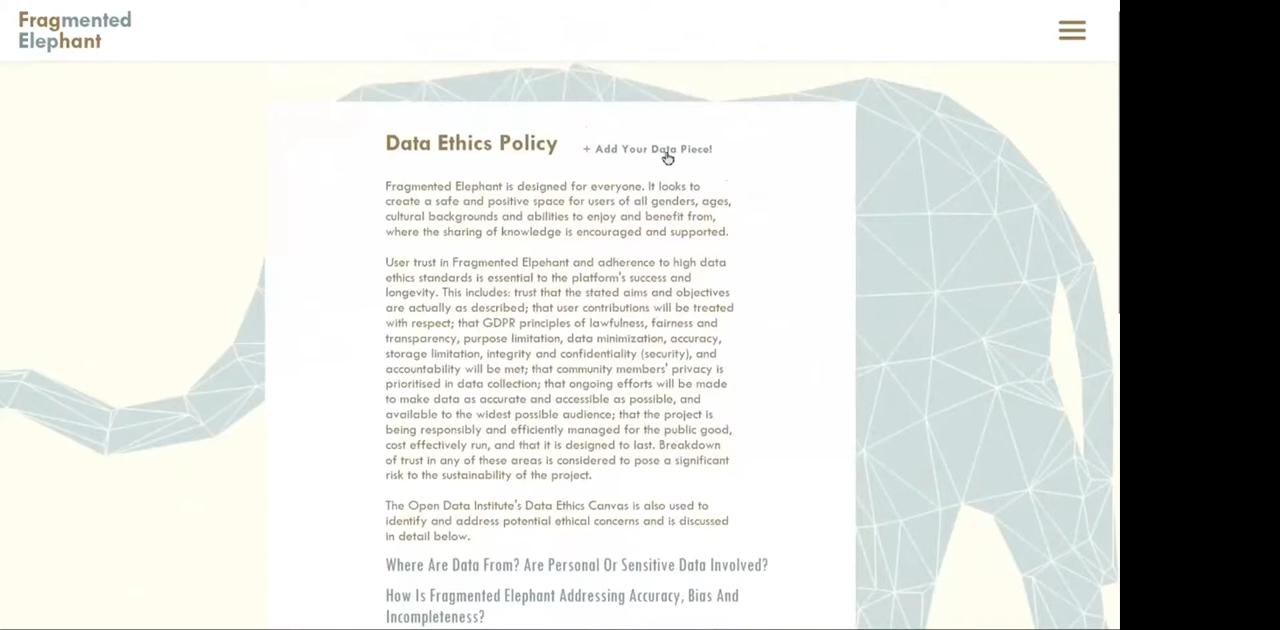 Fragmented
Elephant
Data Ethics Policy
+ Add Your Data Piece!
Fragmented Elephant is designed for everyone. It looks to
create a safe and positive space for users of all genders, ages,
cultural backgrounds and abilities to enjoy and benefit from,
where the sharing of knowledge is encouraged and supported.
User trust in Fragmented Elpehant and adherence to high data
ethics standards is essential to the platform's success and
longevity. This includes: trust that the stated aims and objectives
are actually as described; that user contributions will be treated
with respect; that GDPR principles of lawfulness, fairness and
transparency, purpose limitation, data minimization, accuracy,
storage limitation, integrity and confidentiality (security), and
accountability will be met; that community members' privacy is
prioritised in data collection; that ongoing efforts will be made
to make data as accurate and accessible as possible, and
available to the widest possible audience; that the project is
being responsibly and efficiently managed for the public good,
cost effectively run, and that it is designed to last. Breakdown
of trust in any of these areas is considered to pose a significant
risk to the sustainability of the project.
The Open Data Institute's Data Ethics Canvas is also used to
identify and address potential ethical concerns and is discussed
in detail below.
Where Are Data From? Are Personal Or Sensitive Data Involved?
How Is Fragmented Elephant Addressing Accuracy, Bias And
Incompleteness?